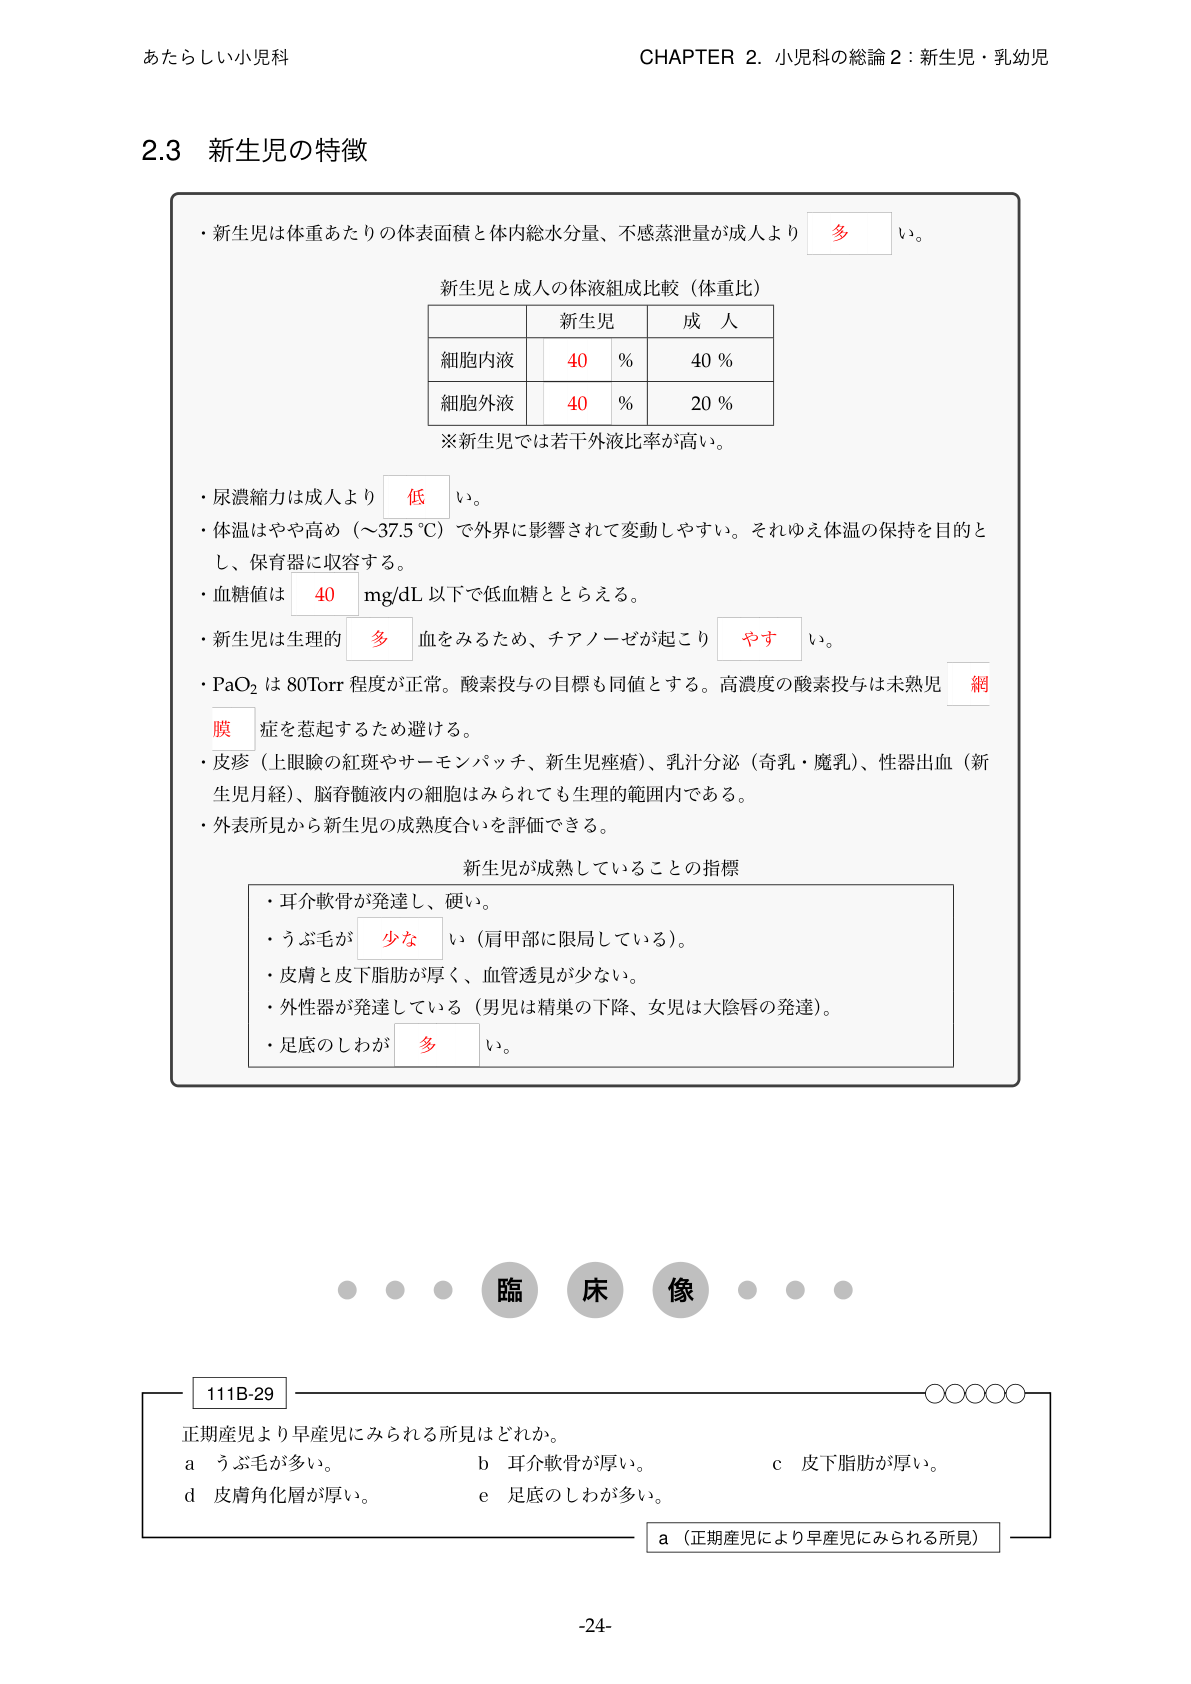 あたらしい小児科
CHAPTER 2. 小児科の総論2：新生児・乳幼児
2.3 新生児の特徴
・新生児は体重あたりの体表面積と体内総水分量、不感蒸泄量が成人より 多 い。
新生児と成人の体液組成比較（体重比）
新生児 成 人
細胞内液 40 % 40 %
細胞外液 40 % 20 %
※新生児では若干外液比率が高い。
・尿濃縮力は成人より 低 い。
・体温はやや高め（～37.5 ℃）で外界に影響されて変動しやすい。それゆえ体温の保持を目的と
し、保育器に収容する。
・血糖値は 40 mg/dL 以下で低血糖ととらえる。
・新生児は生理的 多 血をみるため、チアノーゼが起こり やす い。
・PaO₂ は 80Torr 程度が正常。酸素投与の目標も同値とする。高濃度の酸素投与は未熟児 網
膜 症を惹起するため避ける。
・皮疹（上眼瞼の紅斑やサーモンパッチ、新生児痤瘡）、乳汁分泌（奇乳・魔乳）、性器出血（新
生児月経）、脳脊髄液内の細胞はみられても生理的範囲内である。
・外表所見から新生児の成熟度合いを評価できる。
新生児が成熟していることの指標
・耳介軟骨が発達し、硬い。
・うぶ毛が 少な い（肩甲部に限局している）。
・皮膚と皮下脂肪が厚く、血管透見が少ない。
・外性器が発達している（男児は精巣の下降、女児は大陰唇の発達）。
・足底のしわが 多 い。
臨 床 像
111B-29
正期産児より早産児にみられる所見はどれか。
a うぶ毛が多い。 b 耳介軟骨が厚い。 c 皮下脂肪が厚い。
d 皮膚角化層が厚い。 e 足底のしわが多い。
a （正期産児により早産児にみられる所見）
-24-